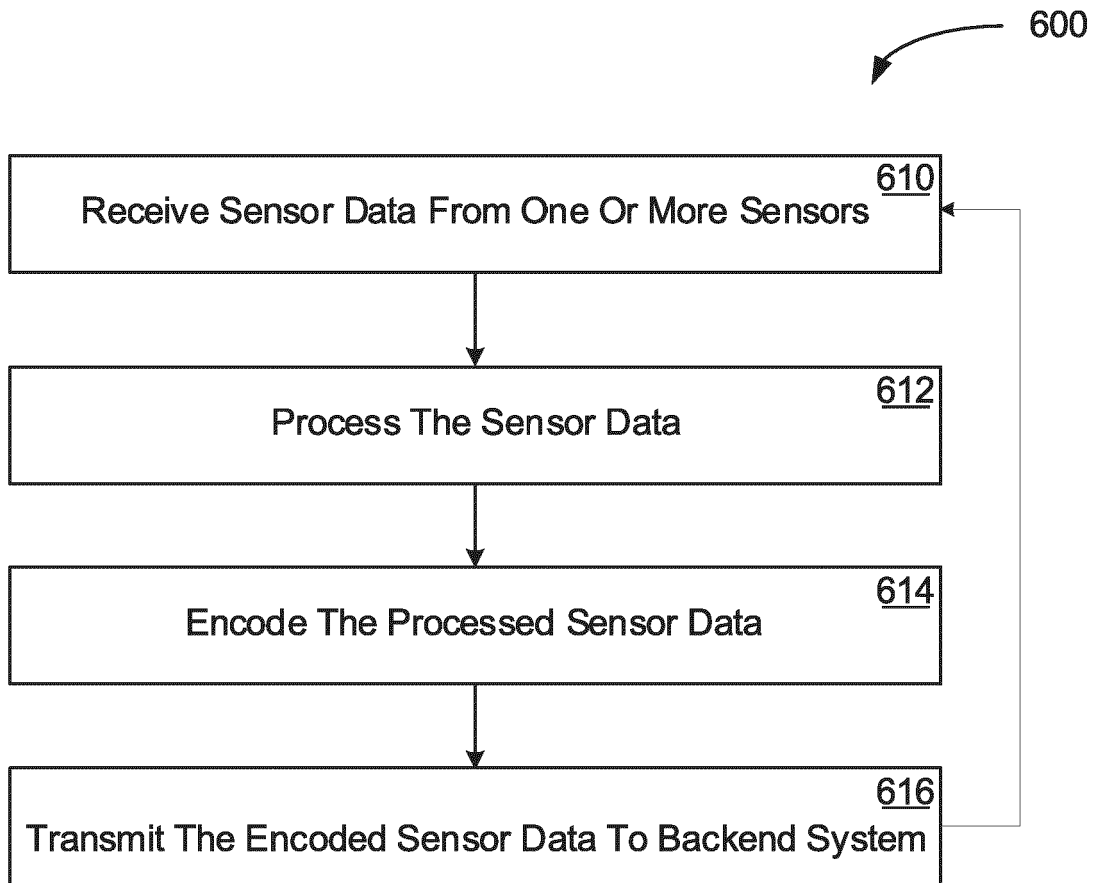 600
610
Receive Sensor Data From One Or More Sensors
612
Process The Sensor Data
614
Encode The Processed Sensor Data
616
Transmit The Encoded Sensor Data To Backend System